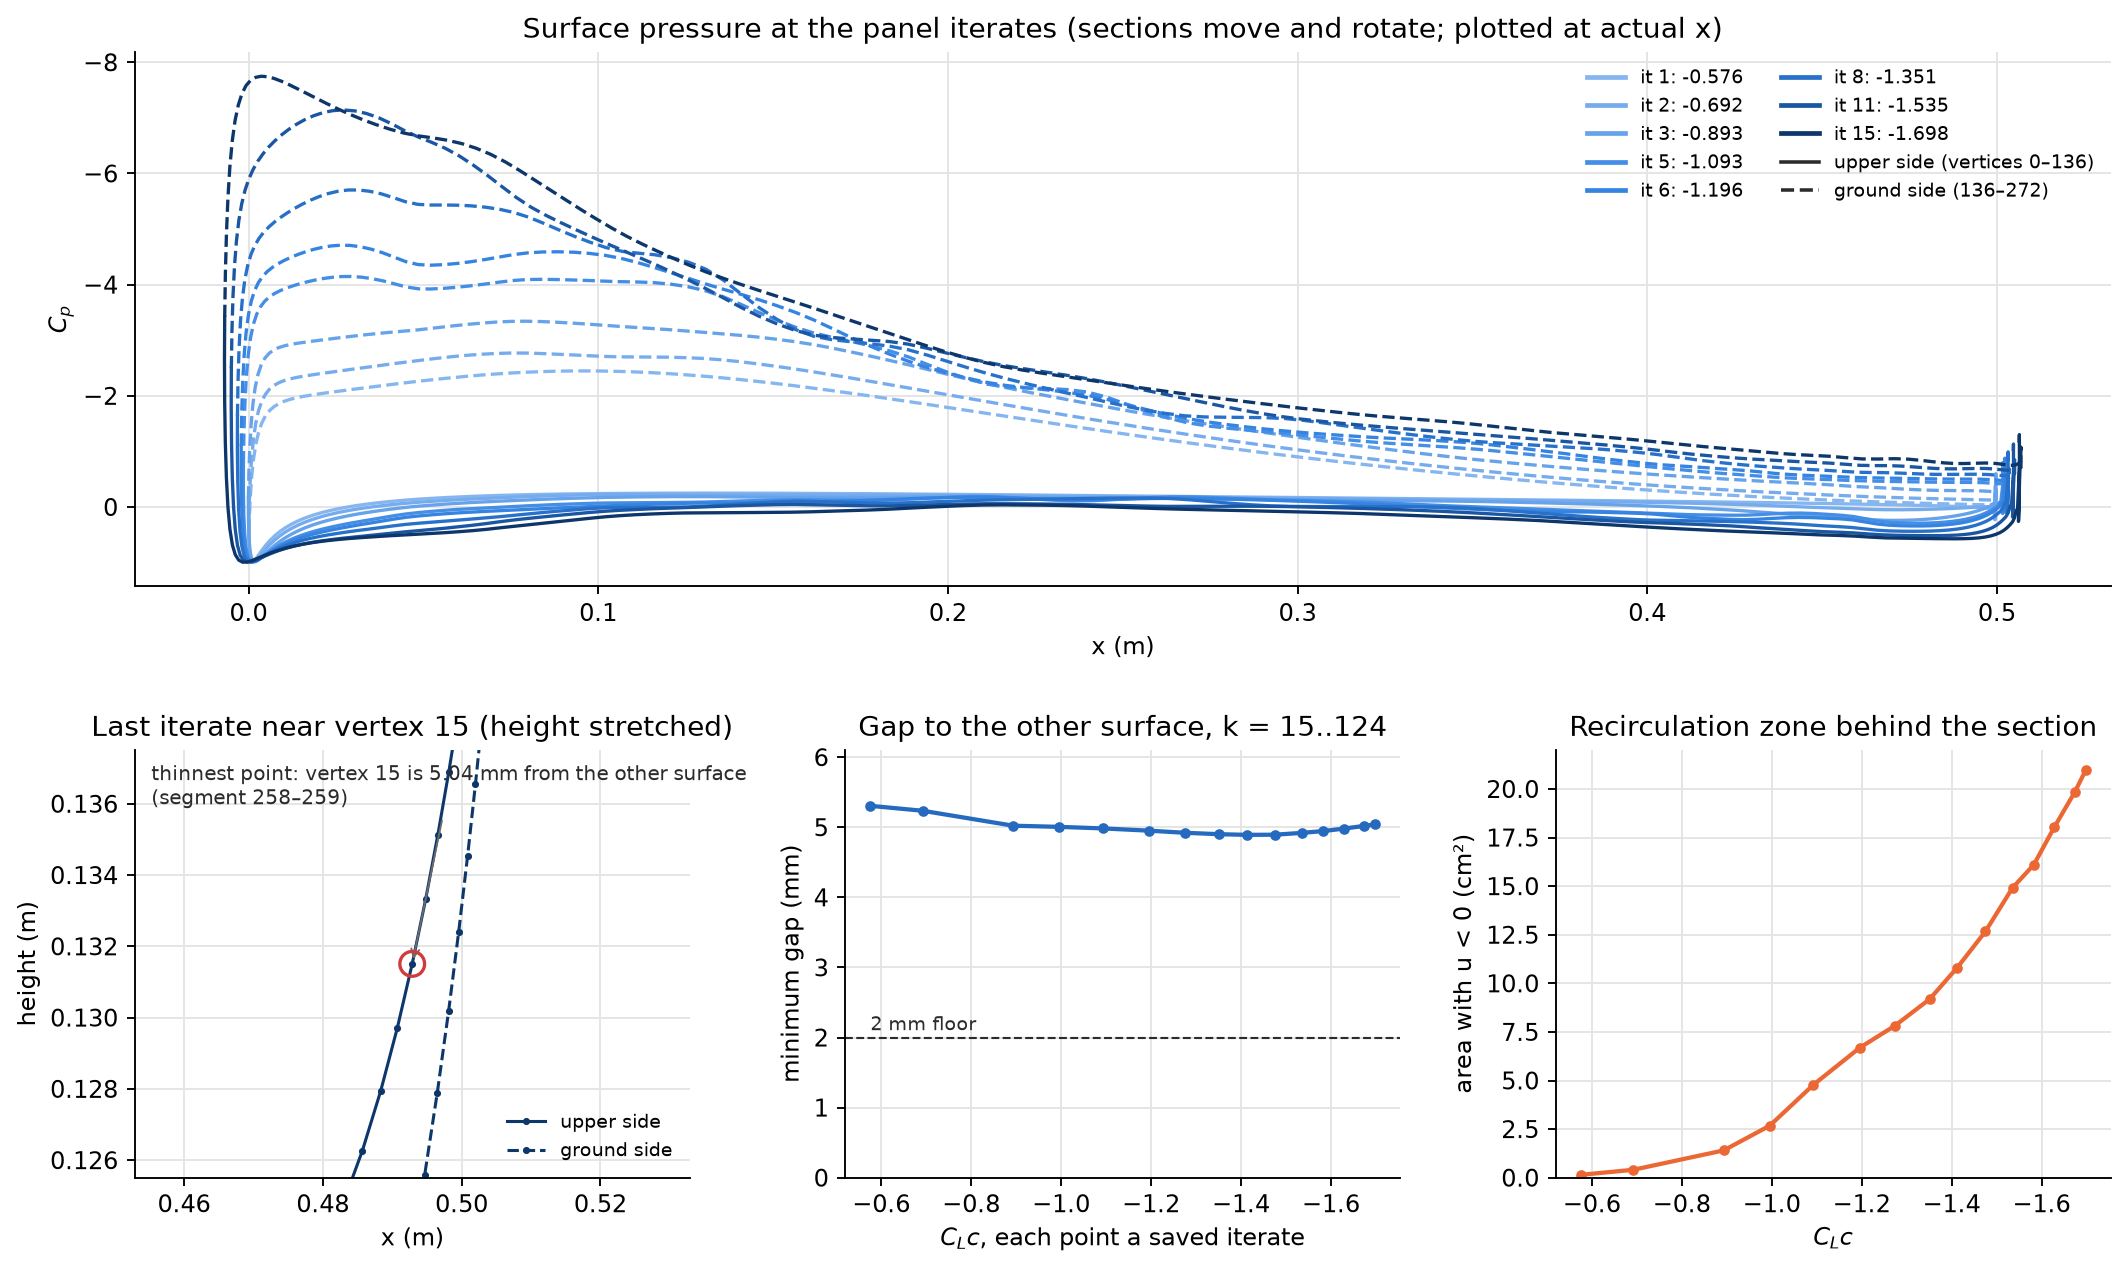 Surface pressure at the panel iterates (sections move and rotate; plotted at actual x)
−8
−6
−4
−2
0
Cp
it 1: -0.576
it 2: -0.692
it 3: -0.893
it 5: -1.093
it 6: -1.196
it 8: -1.351
it 11: -1.535
it 15: -1.698
upper side (vertices 0–136)
ground side (136–272)
0.0
0.1
0.2
0.3
0.4
0.5
x (m)
Last iterate near vertex 15 (height stretched)
thinnest point: vertex 15 is 5.04 mm from the other surface
(segment 258–259)
0.136
0.134
0.132
0.130
0.128
0.126
height (m)
upper side
ground side
0.46
0.48
0.50
0.52
x (m)
Gap to the other surface, k = 15..124
6
5
4
3
2
1
0
minimum gap (mm)
2 mm floor
−0.6
−0.8
−1.0
−1.2
−1.4
−1.6
CLc, each point a saved iterate
Recirculation zone behind the section
20.0
17.5
15.0
12.5
10.0
7.5
5.0
2.5
0.0
area with u < 0 (cm²)
−0.6
−0.8
−1.0
−1.2
−1.4
−1.6
CLc